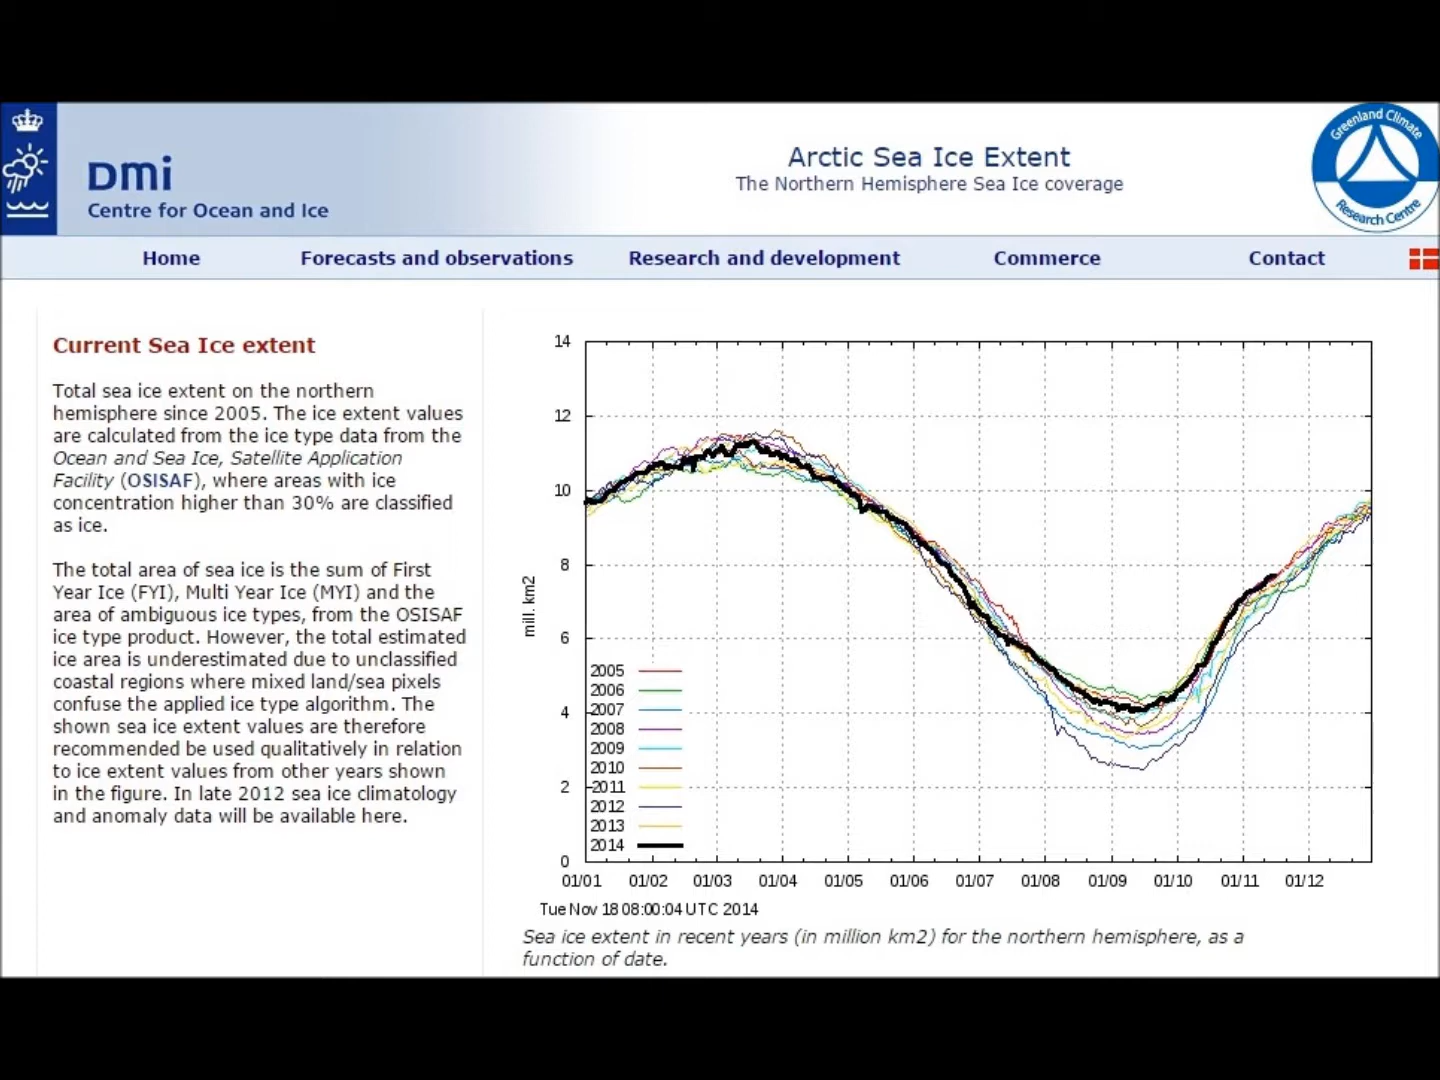 DMi
Centre for Ocean and Ice
Arctic Sea Ice Extent
The Northern Hemisphere Sea Ice coverage
Greenland Climate
Research Centre
Home
Forecasts and observations
Research and development
Commerce
Contact
Current Sea Ice extent
Total sea ice extent on the northern
hemisphere since 2005. The ice extent values
are calculated from the ice type data from the
Ocean and Sea Ice, Satellite Application
Facility (OSISAF), where areas with ice
concentration higher than 30% are classified
as ice.
The total area of sea ice is the sum of First
Year Ice (FYI), Multi Year Ice (MYI) and the
area of ambiguous ice types, from the OSISAF
ice type product. However, the total estimated
ice area is underestimated due to unclassified
coastal regions where mixed land/sea pixels
confuse the applied ice type algorithm. The
shown sea ice extent values are therefore
recommended be used qualitatively in relation
to ice extent values from other years shown
in the figure. In late 2012 sea ice climatology
and anomaly data will be available here.
14
12
10
8
6
4
2
0
mill. km2
2005
2006
2007
2008
2009
2010
2011
2012
2013
2014
01/01 01/02 01/03 01/04 01/05 01/06 01/07 01/08 01/09 01/10 01/11 01/12
Tue Nov 18 08:00:04 UTC 2014
Sea ice extent in recent years (in million km2) for the northern hemisphere, as a
function of date.